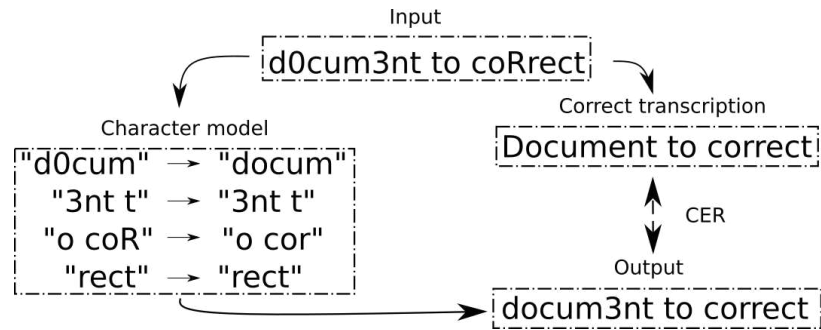 Input
d0cum3nt to coRrect
Correct transcription
Document to correct
Character model
"d0cum" → "docum"
"3nt t" → "3nt t"
"o coR" → "o cor"
"rect" → "rect"
CER
Output
docum3nt to correct